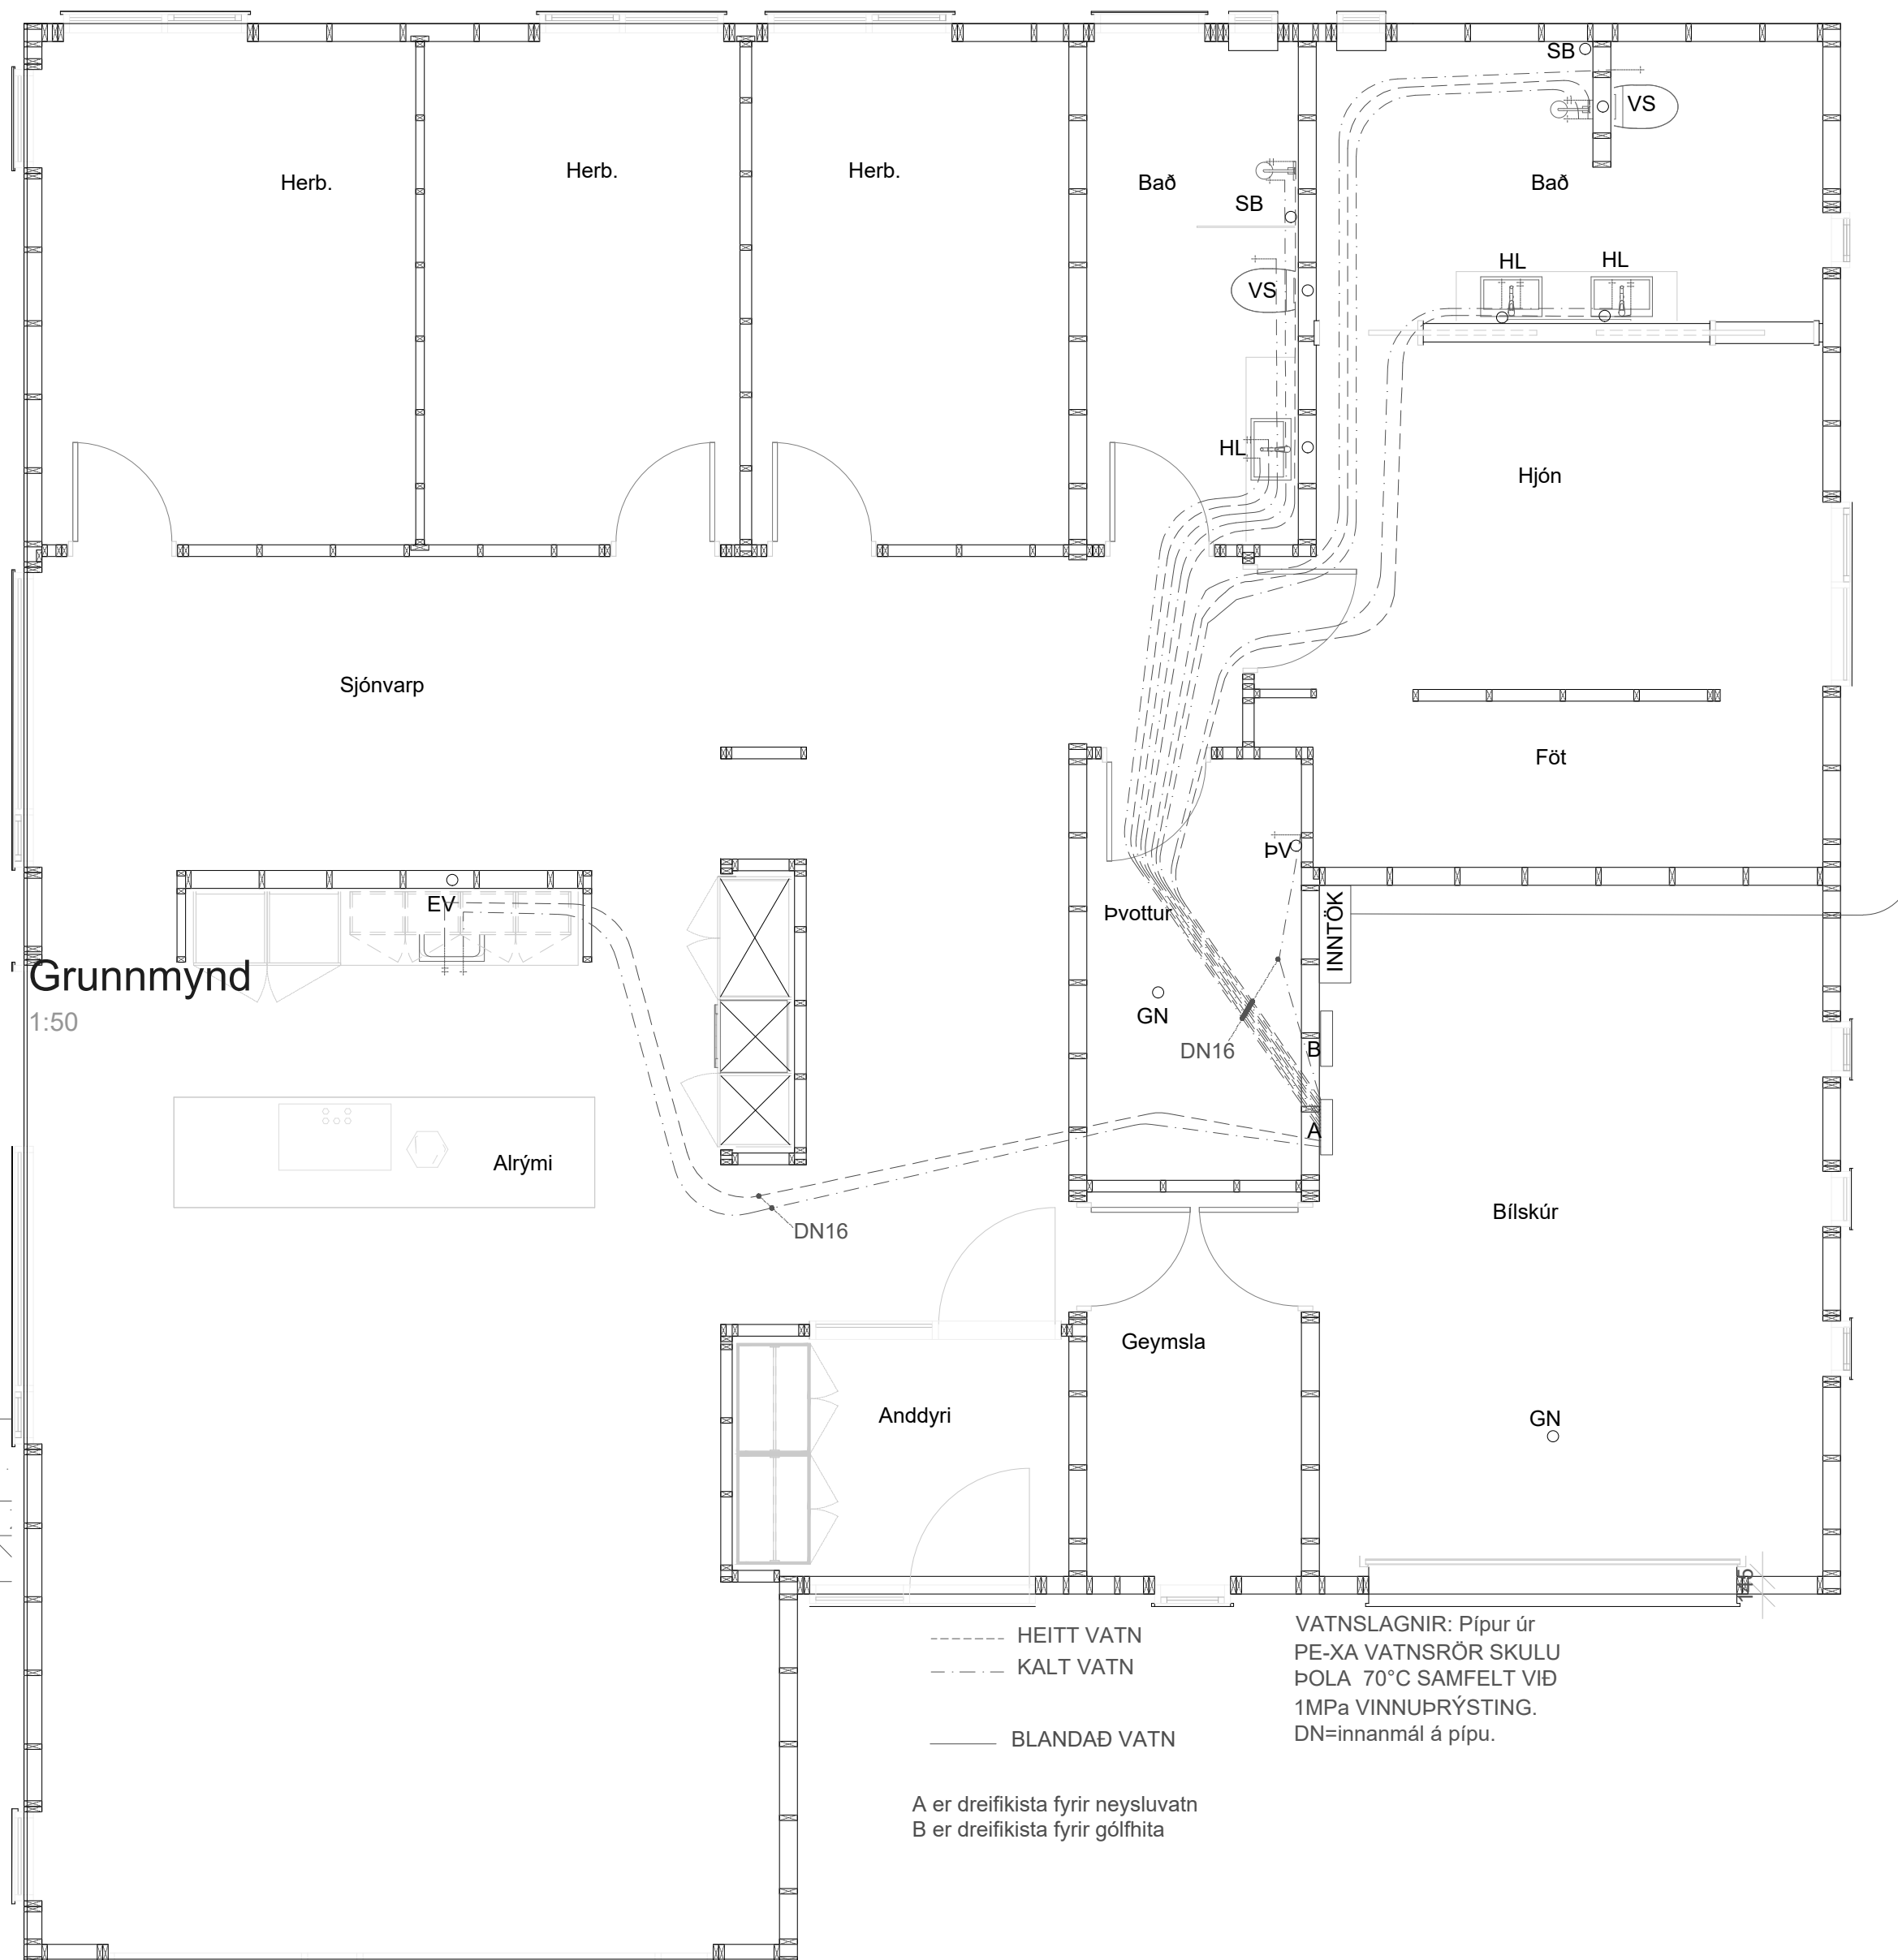 SB
VS
Herb.
Herb.
Herb.
Bað
Bað
SB
HL
HL
VS
HL
Hjón
Sjónvarp
Föt
ÞV
EV
Þvottur
INNTÖK
Grunnmynd
1:50
GN
DN16
B
A
Alrými
DN16
Bílskúr
Geymsla
Anddyri
GN
145
HEITT VATN
KALT VATN
BLANDAÐ VATN
VATNSLAGNIR: Pípur úr
PE-XA VATNSRÖR SKULU
ÞOLA 70°C SAMFELT VIÐ
1MPa VINNUÞRÝSTING.
DN=innanmál á pípu.
A er dreifikista fyrir neysluvatn
B er dreifikista fyrir gólfhita